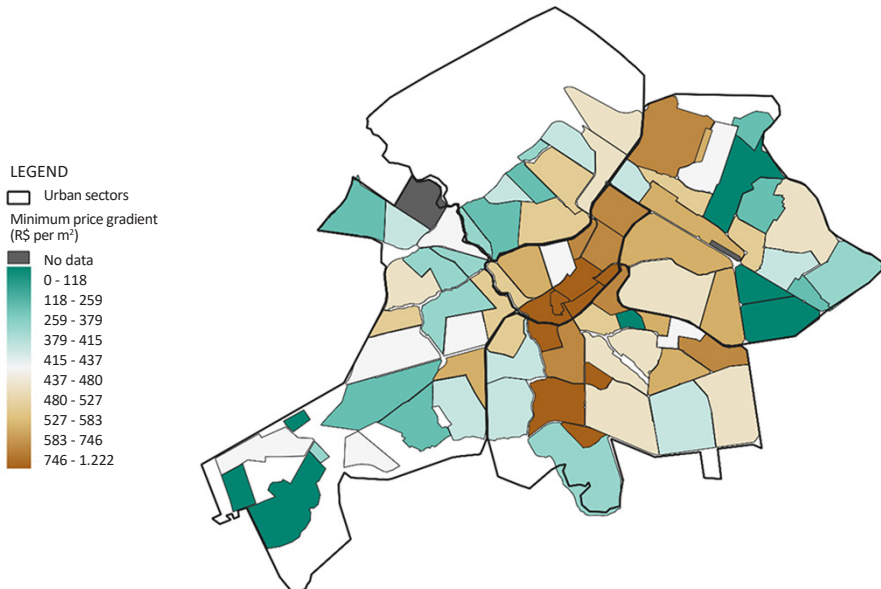 LEGEND
Urban sectors
Minimum price gradient
(R$ per m²)
No data
0 - 118
118 - 259
259 - 379
379 - 415
415 - 437
437 - 480
480 - 527
527 - 583
583 - 746
746 - 1.222